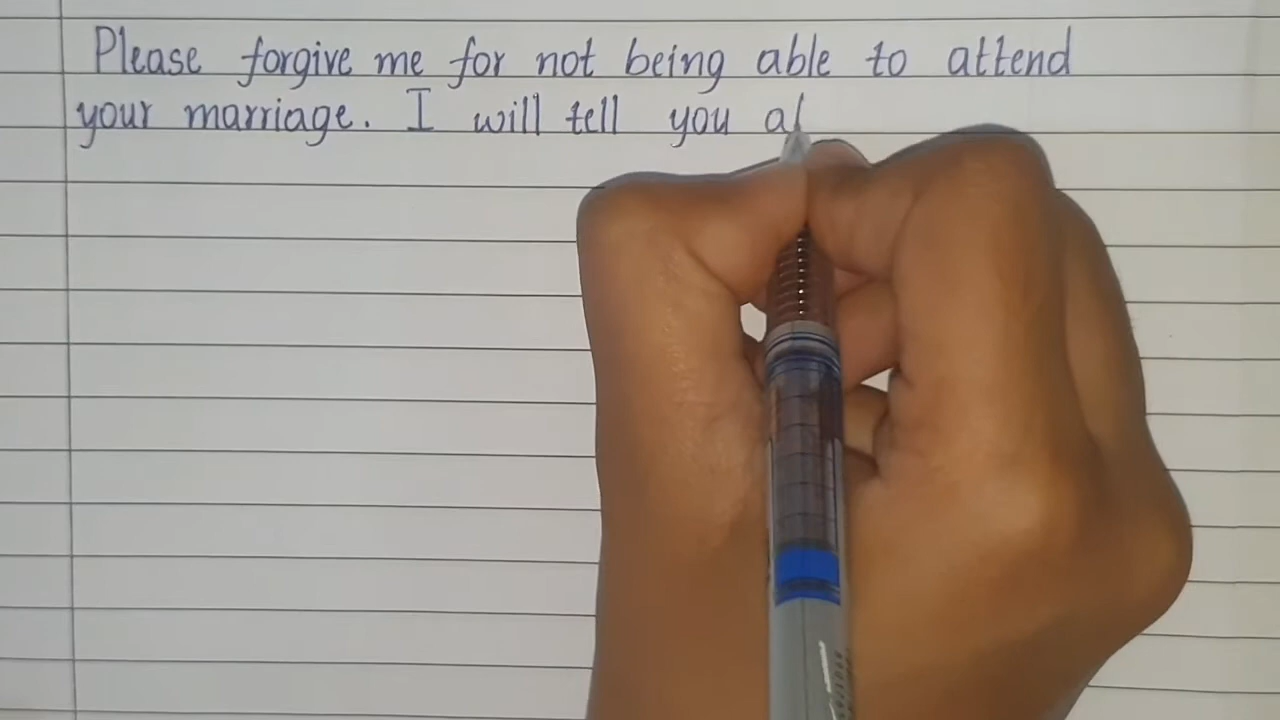 Please forgive me for not being able to attend
your marriage. I will tell you